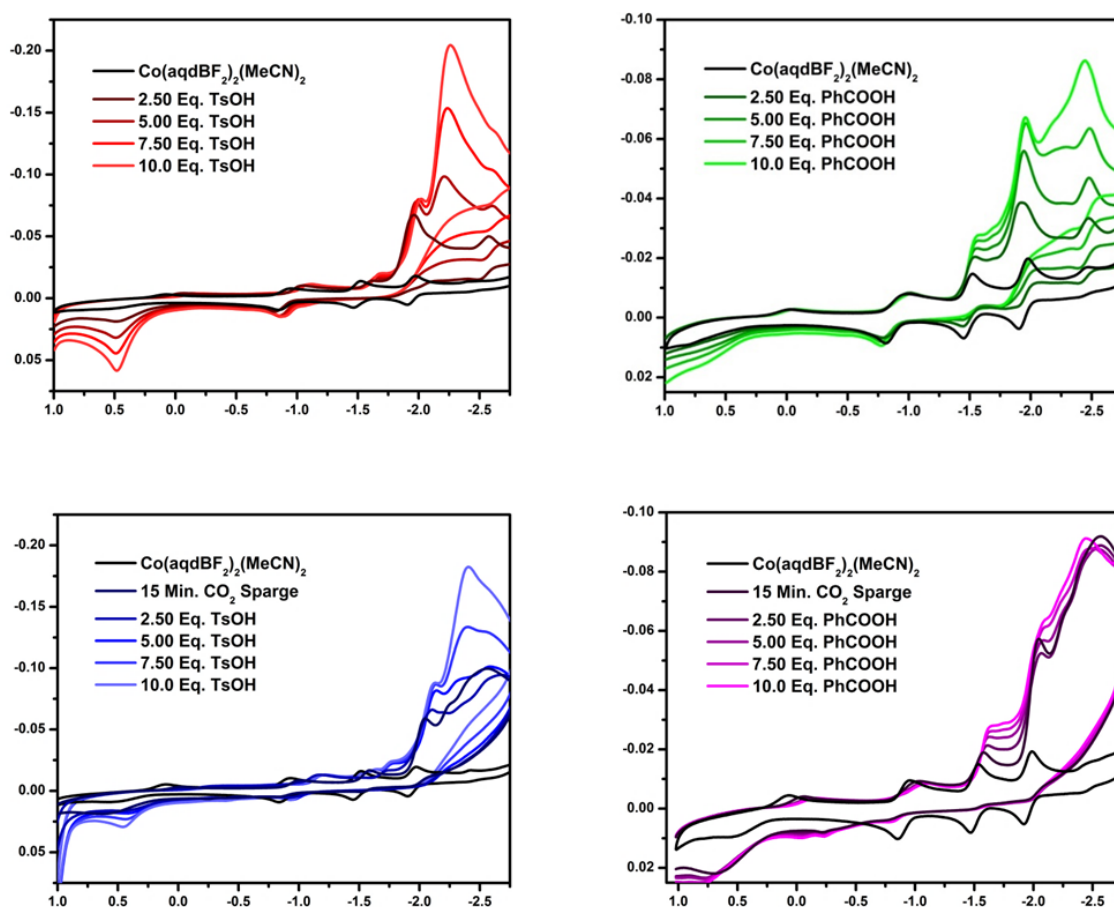 -0.20
-0.15
-0.10
-0.05
0.00
0.05
Co(aqdBF₂)₂(MeCN)₂
2.50 Eq. TsOH
5.00 Eq. TsOH
7.50 Eq. TsOH
10.0 Eq. TsOH
1.0 0.5 0.0 -0.5 -1.0 -1.5 -2.0 -2.5
-0.10
-0.08
-0.06
-0.04
-0.02
0.00
0.02
Co(aqdBF₂)₂(MeCN)₂
2.50 Eq. PhCOOH
5.00 Eq. PhCOOH
7.50 Eq. PhCOOH
10.0 Eq. PhCOOH
1.0 0.5 0.0 -0.5 -1.0 -1.5 -2.0 -2.5
-0.20
-0.15
-0.10
-0.05
0.00
0.05
Co(aqdBF₂)₂(MeCN)₂
15 Min. CO₂ Sparge
2.50 Eq. TsOH
5.00 Eq. TsOH
7.50 Eq. TsOH
10.0 Eq. TsOH
1.0 0.5 0.0 -0.5 -1.0 -1.5 -2.0 -2.5
-0.10
-0.08
-0.06
-0.04
-0.02
0.00
0.02
Co(aqdBF₂)₂(MeCN)₂
15 Min. CO₂ Sparge
2.50 Eq. PhCOOH
5.00 Eq. PhCOOH
7.50 Eq. PhCOOH
10.0 Eq. PhCOOH
1.0 0.5 0.0 -0.5 -1.0 -1.5 -2.0 -2.5